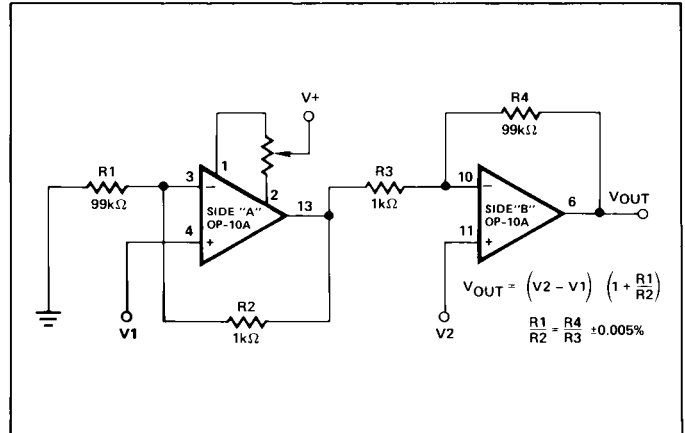 V+
R4
99kΩ
R1
99kΩ
3
−
1
2
SIDE "A"
OP-10A
4
+
13
R3
1kΩ
10
−
SIDE "B"
OP-10A
11
+
6
VOUT
R2
1kΩ
V1
V2
VOUT = (V2 − V1) (1 + R1/R2)
R1/R2 = R4/R3 ±0.005%